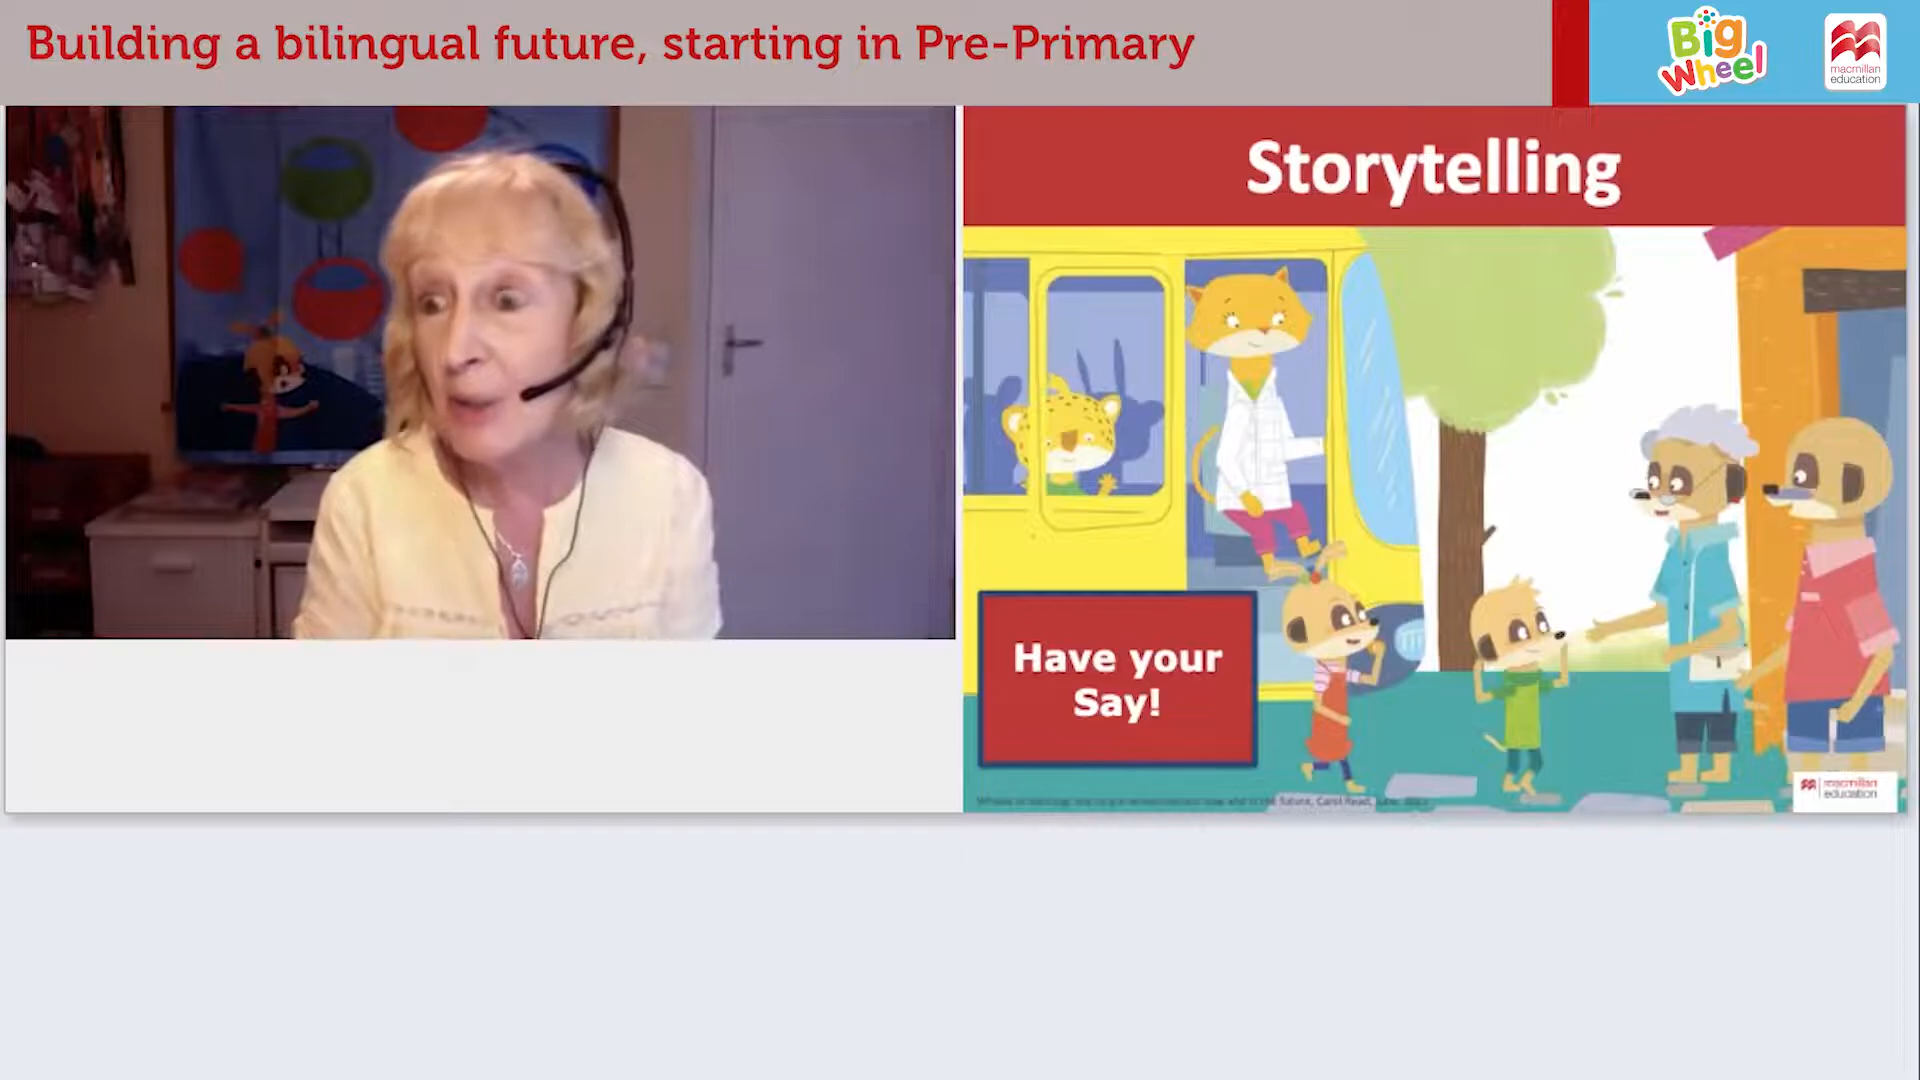 Building a bilingual future, starting in Pre-Primary
Big
Wheel
macmillan
education
Storytelling
Have your
Say!
macmillan
education